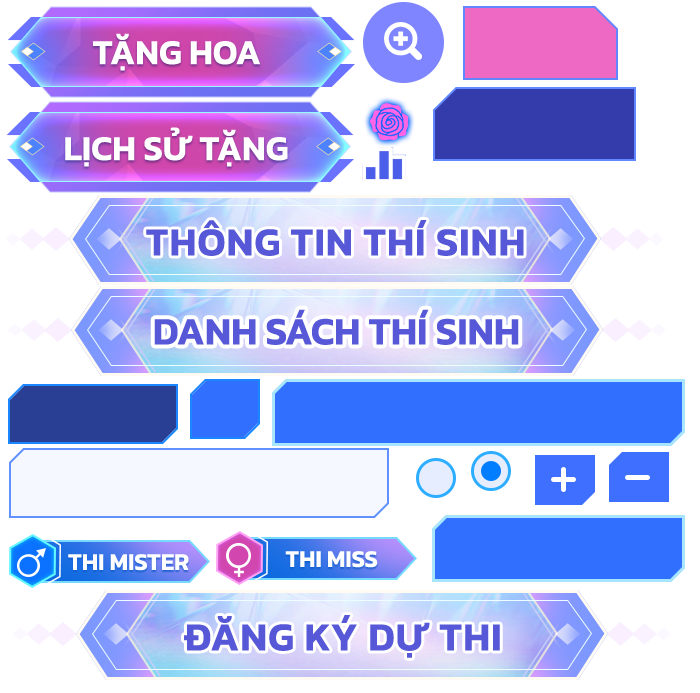 TẶNG HOA
LỊCH SỬ TẶNG
THÔNG TIN THÍ SINH
DANH SÁCH THÍ SINH
THI MISTER
THI MISS
ĐĂNG KÝ DỰ THI